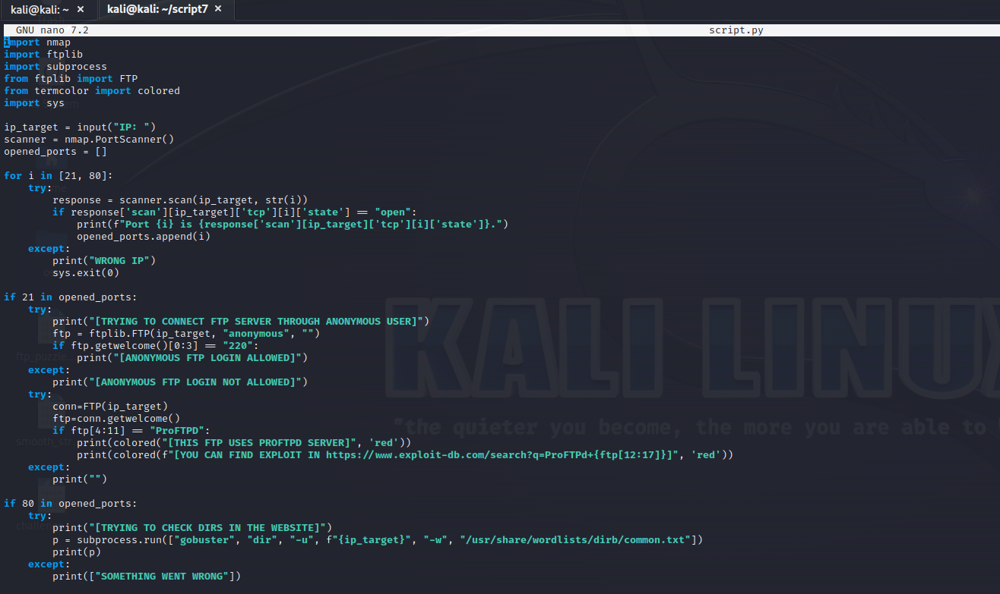 kali@kali: ~ ×
kali@kali: ~/script7 ×
GNU nano 7.2 script.py
import nmap
import ftplib
import subprocess
from ftplib import FTP
from termcolor import colored
import sys
ip_target = input("IP: ")
scanner = nmap.PortScanner()
opened_ports = []
for i in [21, 80]:
    try:
        response = scanner.scan(ip_target, str(i))
        if response['scan'][ip_target]['tcp'][i]['state'] == "open":
            print(f"Port {i} is {response['scan'][ip_target]['tcp'][i]['state']}.")
            opened_ports.append(i)
    except:
        print("WRONG IP")
        sys.exit(0)
if 21 in opened_ports:
    try:
        print("[TRYING TO CONNECT FTP SERVER THROUGH ANONYMOUS USER]")
        ftp = ftplib.FTP(ip_target, "anonymous", "")
        if ftp.getwelcome()[0:3] == "220":
            print("[ANONYMOUS FTP LOGIN ALLOWED]")
    except:
        print("[ANONYMOUS FTP LOGIN NOT ALLOWED]")
    try:
        conn=FTP(ip_target)
        ftp=conn.getwelcome()
        if ftp[4:11] == "ProFTPD":
            print(colored("[THIS FTP USES PROFTPD SERVER]", 'red'))
            print(colored(f"[YOU CAN FIND EXPLOIT IN https://www.exploit-db.com/search?q=ProFTPd+{ftp[12:17]}]", 'red'))
    except:
        print("")
if 80 in opened_ports:
    try:
        print("[TRYING TO CHECK DIRS IN THE WEBSITE]")
        p = subprocess.run(["gobuster", "dir", "-u", f"{ip_target}", "-w", "/usr/share/wordlists/dirb/common.txt"])
        print(p)
    except:
        print(["SOMETHING WENT WRONG"])
KALI LINUX
"the quieter you become, the more you are able to